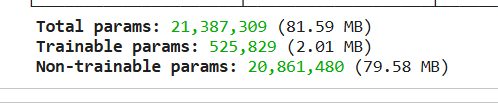 Total params: 21,387,309 (81.59 MB)
Trainable params: 525,829 (2.01 MB)
Non-trainable params: 20,861,480 (79.58 MB)